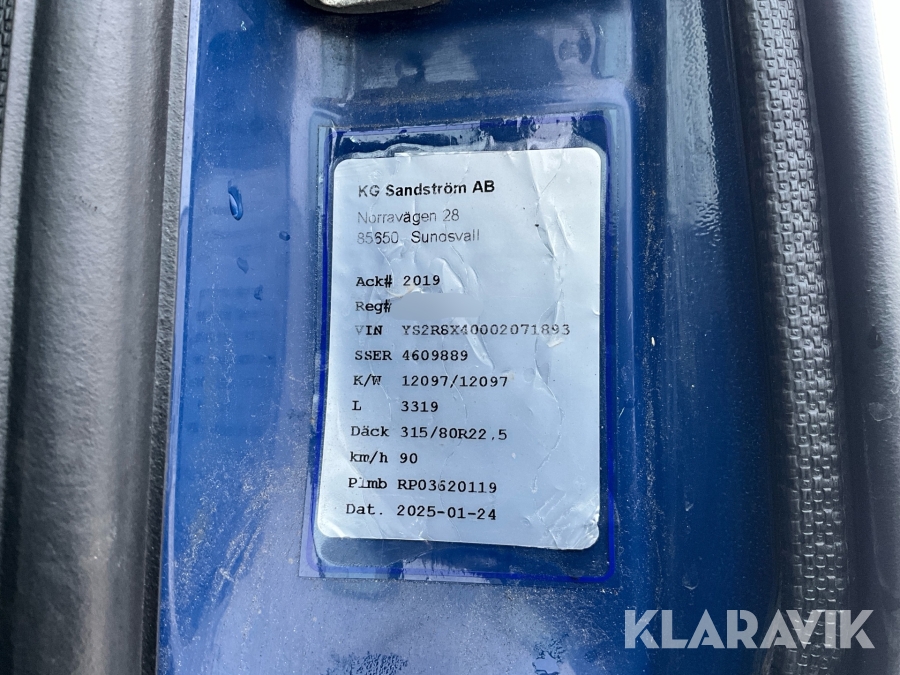 KG Sandström AB
Norravägen 28
85650 Sundsvall
Ack# 2019
Reg#
VIN YS2R8X40002071893
SSER 4609889
K/W 12097/12097
L 3319
Däck 315/80R22,5
km/h 90
Plmb RP03620119
Dat. 2025-01-24
KLARAVIK